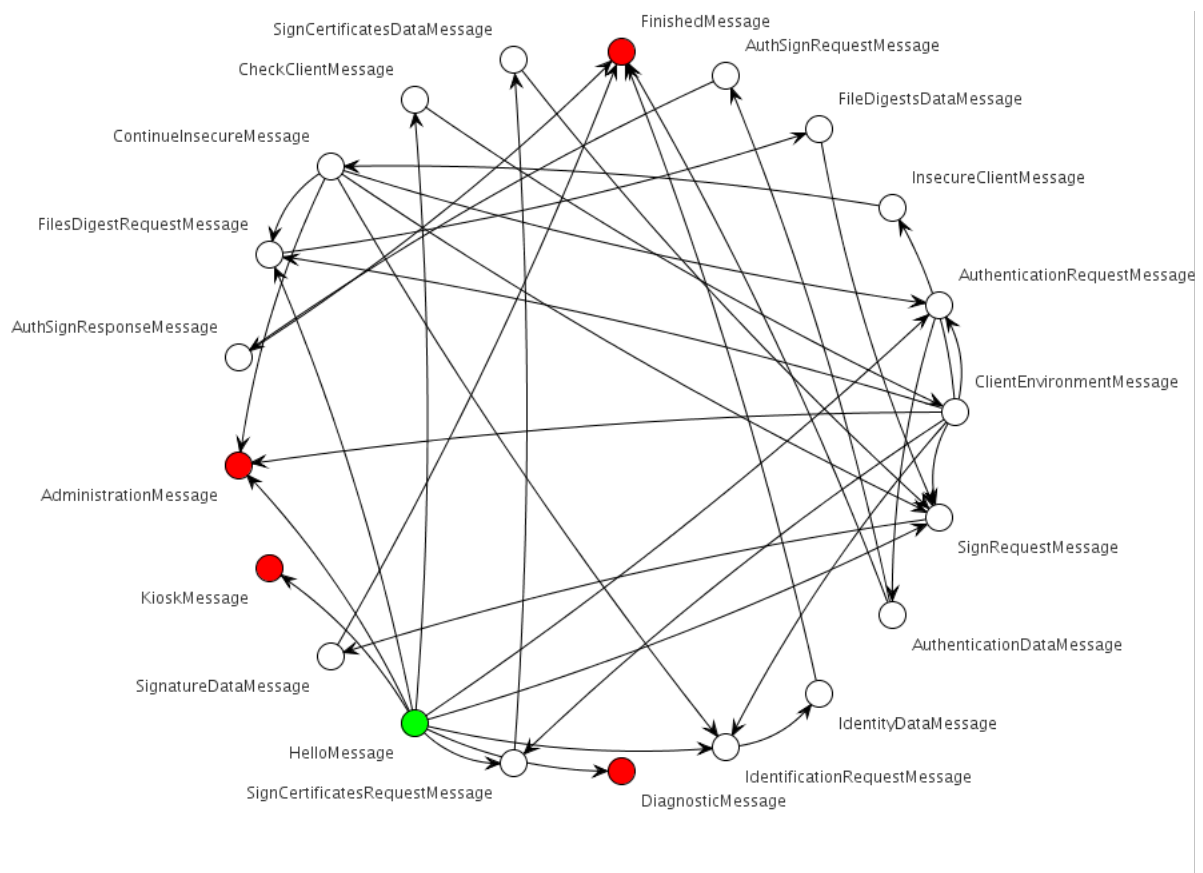 FinishedMessage
SignCertificatesDataMessage
AuthSignRequestMessage
CheckClientMessage
FileDigestsDataMessage
ContinueInsecureMessage
InsecureClientMessage
FilesDigestRequestMessage
AuthenticationRequestMessage
AuthSignResponseMessage
ClientEnvironmentMessage
AdministrationMessage
SignRequestMessage
KioskMessage
AuthenticationDataMessage
SignatureDataMessage
IdentityDataMessage
HelloMessage
IdentificationRequestMessage
SignCertificatesRequestMessage
DiagnosticMessage